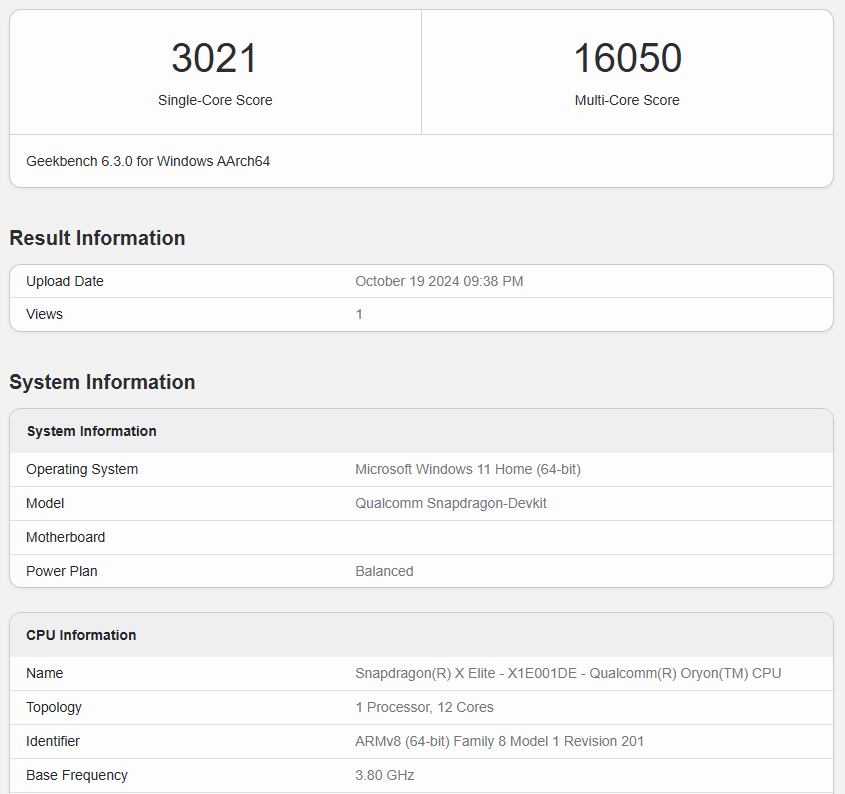 3021
Single-Core Score
16050
Multi-Core Score
Geekbench 6.3.0 for Windows AArch64
Result Information
Upload Date October 19 2024 09:38 PM
Views 1
System Information
System Information
Operating System Microsoft Windows 11 Home (64-bit)
Model Qualcomm Snapdragon-Devkit
Motherboard
Power Plan Balanced
CPU Information
Name Snapdragon(R) X Elite - X1E001DE - Qualcomm(R) Oryon(TM) CPU
Topology 1 Processor, 12 Cores
Identifier ARMv8 (64-bit) Family 8 Model 1 Revision 201
Base Frequency 3.80 GHz